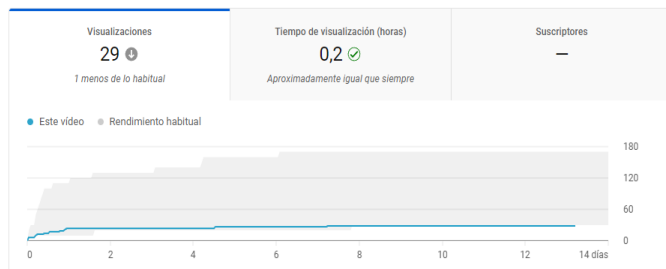 Visualizaciones
29
1 menos de lo habitual
Tiempo de visualización (horas)
0,2
Aproximadamente igual que siempre
Suscriptores
—
Este vídeo
Rendimiento habitual
180
120
60
0
0 2 4 6 8 10 12 14 días